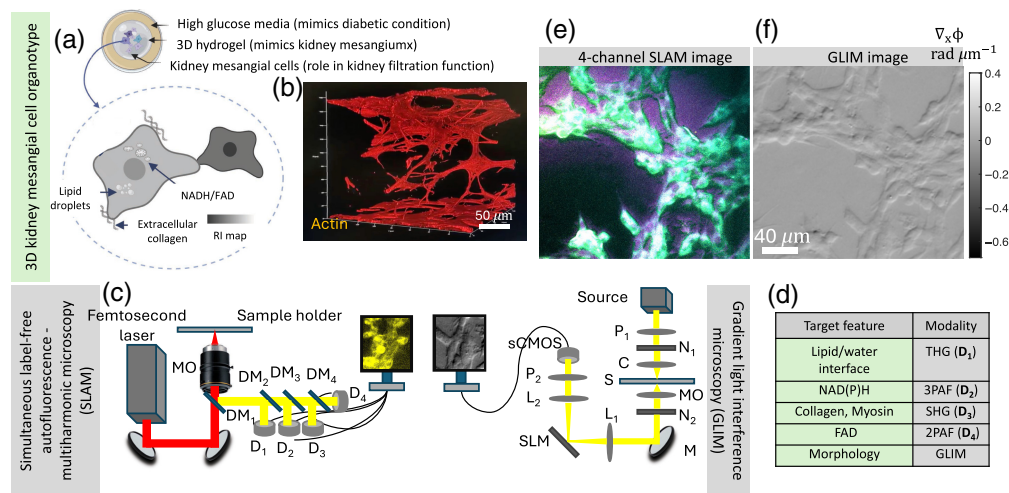 3D kidney mesangial cell organotype
(a)
High glucose media (mimics diabetic condition)
3D hydrogel (mimics kidney mesangiumx)
Kidney mesangial cells (role in kidney filtration function)
Lipid
droplets
NADH/FAD
Extracellular
collagen
RI map
(b)
Actin
50 μm
(e)
4-channel SLAM image
(f)
∇ₓϕ
rad μm⁻¹
GLIM image
40 μm
0.4
0.2
0
−0.2
−0.4
−0.6
Simultaneous label-free
autofluorescence -
multiharmonic microscopy
(SLAM)
(c)
Femtosecond
laser
Sample holder
MO
DM₁
DM₂
DM₃
DM₄
D₄
D₁
D₂
D₃
sCMOS
P₂
L₂
SLM
L₁
Source
P₁
N₁
C
S
MO
N₂
M
Gradient light interference
microscopy (GLIM)
(d)
Target feature Modality
Lipid/water
interface
THG (D₁)
NAD(P)H 3PAF (D₂)
Collagen, Myosin SHG (D₃)
FAD 2PAF (D₄)
Morphology GLIM